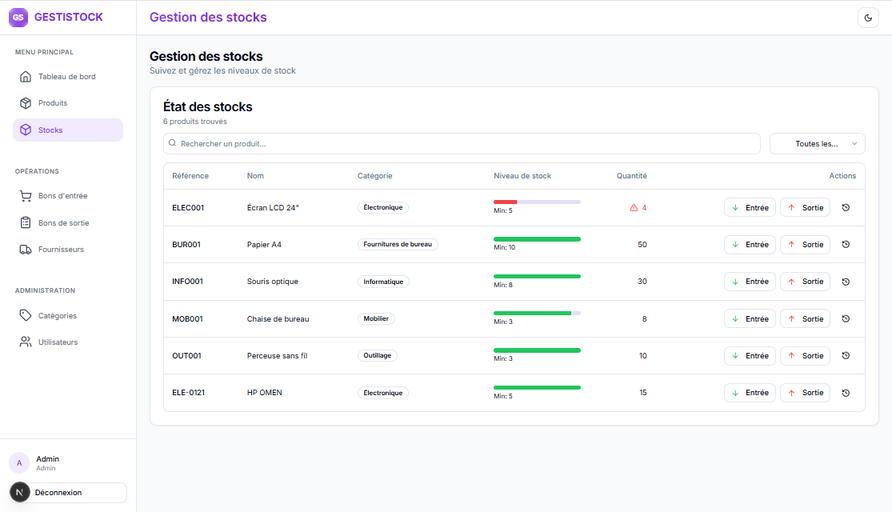 GS GESTISTOCK
Gestion des stocks
MENU PRINCIPAL
Tableau de bord
Produits
Stocks
OPÉRATIONS
Bons d'entrée
Bons de sortie
Fournisseurs
ADMINISTRATION
Catégories
Utilisateurs
A Admin
Admin
N Déconnexion
Gestion des stocks
Suivez et gérez les niveaux de stock
État des stocks
6 produits trouvés
Rechercher un produit... Toutes les...
Référence Nom Catégorie Niveau de stock Quantité Actions
ELEC001 Écran LCD 24" Électronique Min: 5 4 Entrée Sortie
BUR001 Papier A4 Fournitures de bureau Min: 10 50 Entrée Sortie
INFO001 Souris optique Informatique Min: 8 30 Entrée Sortie
MOB001 Chaise de bureau Mobilier Min: 3 8 Entrée Sortie
OUT001 Perceuse sans fil Outillage Min: 3 10 Entrée Sortie
ELE-0121 HP OMEN Électronique Min: 5 15 Entrée Sortie